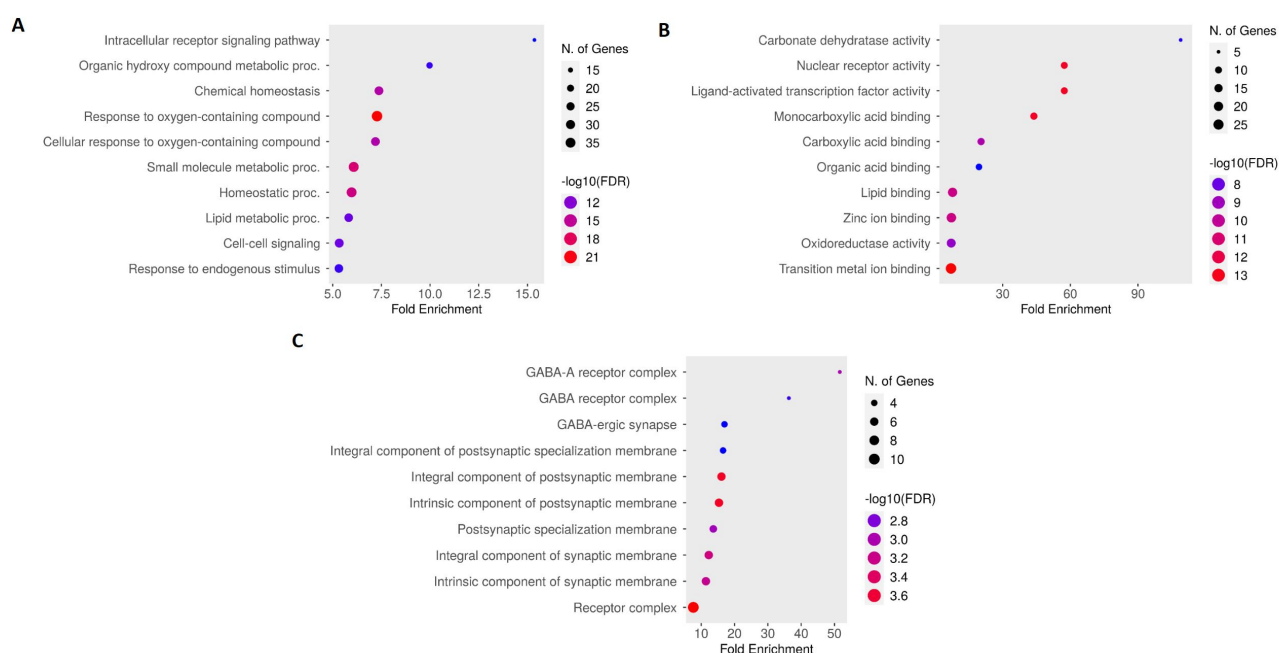 A
Intracellular receptor signaling pathway
Organic hydroxy compound metabolic proc.
Chemical homeostasis
Response to oxygen-containing compound
Cellular response to oxygen-containing compound
Small molecule metabolic proc.
Homeostatic proc.
Lipid metabolic proc.
Cell-cell signaling
Response to endogenous stimulus
5.0 7.5 10.0 12.5 15.0
Fold Enrichment
N. of Genes
15
20
25
30
35
-log10(FDR)
12
15
18
21
B
Carbonate dehydratase activity
Nuclear receptor activity
Ligand-activated transcription factor activity
Monocarboxylic acid binding
Carboxylic acid binding
Organic acid binding
Lipid binding
Zinc ion binding
Oxidoreductase activity
Transition metal ion binding
30 60 90
Fold Enrichment
N. of Genes
5
10
15
20
25
-log10(FDR)
8
9
10
11
12
13
C
GABA-A receptor complex
GABA receptor complex
GABA-ergic synapse
Integral component of postsynaptic specialization membrane
Integral component of postsynaptic membrane
Intrinsic component of postsynaptic membrane
Postsynaptic specialization membrane
Integral component of synaptic membrane
Intrinsic component of synaptic membrane
Receptor complex
10 20 30 40 50
Fold Enrichment
N. of Genes
4
6
8
10
-log10(FDR)
2.8
3.0
3.2
3.4
3.6